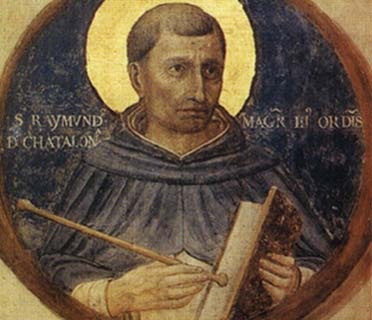 S RAYMVND
D CHATALON
MAGR III ORDIS